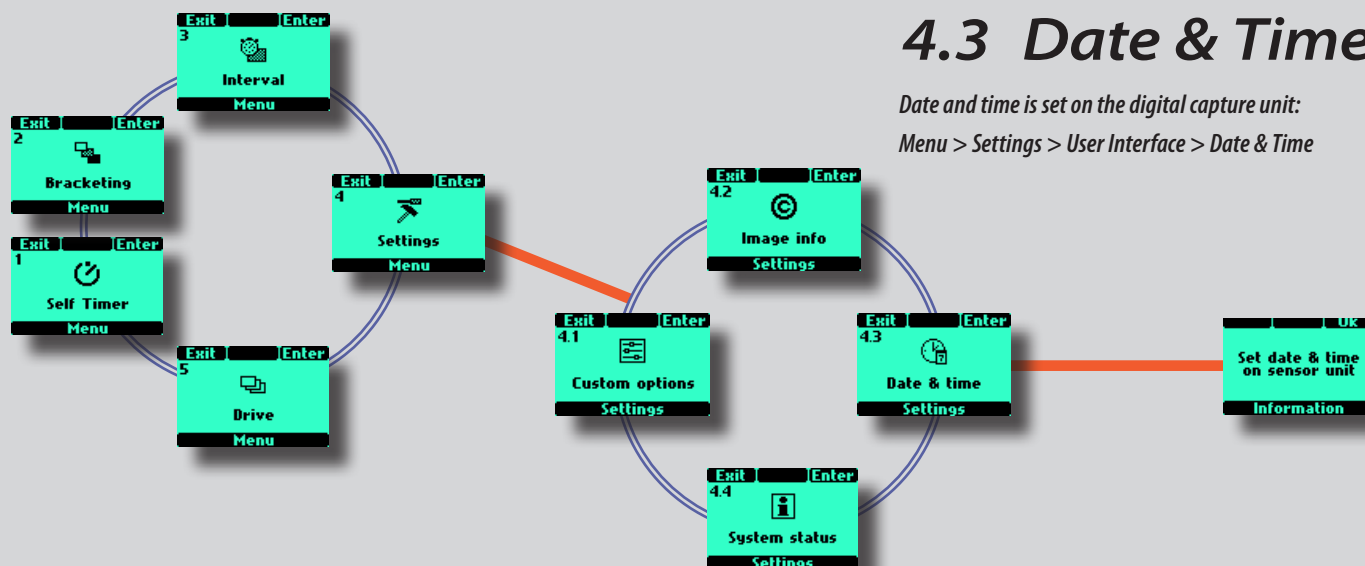 4.3 Date & Time
Date and time is set on the digital capture unit:
Menu > Settings > User Interface > Date & Time
Exit Enter
3
Interval
Menu
Exit Enter
2
Bracketing
Menu
Exit Enter
4
Settings
Menu
Exit Enter
1
Self Timer
Menu
Exit Enter
5
Drive
Menu
Exit Enter
4.2
Image info
Settings
Exit Enter
4.1
Custom options
Settings
Exit Enter
4.3
Date & time
Settings
Exit Enter
4.4
System status
Settings
Ok
Set date & time
on sensor unit
Information